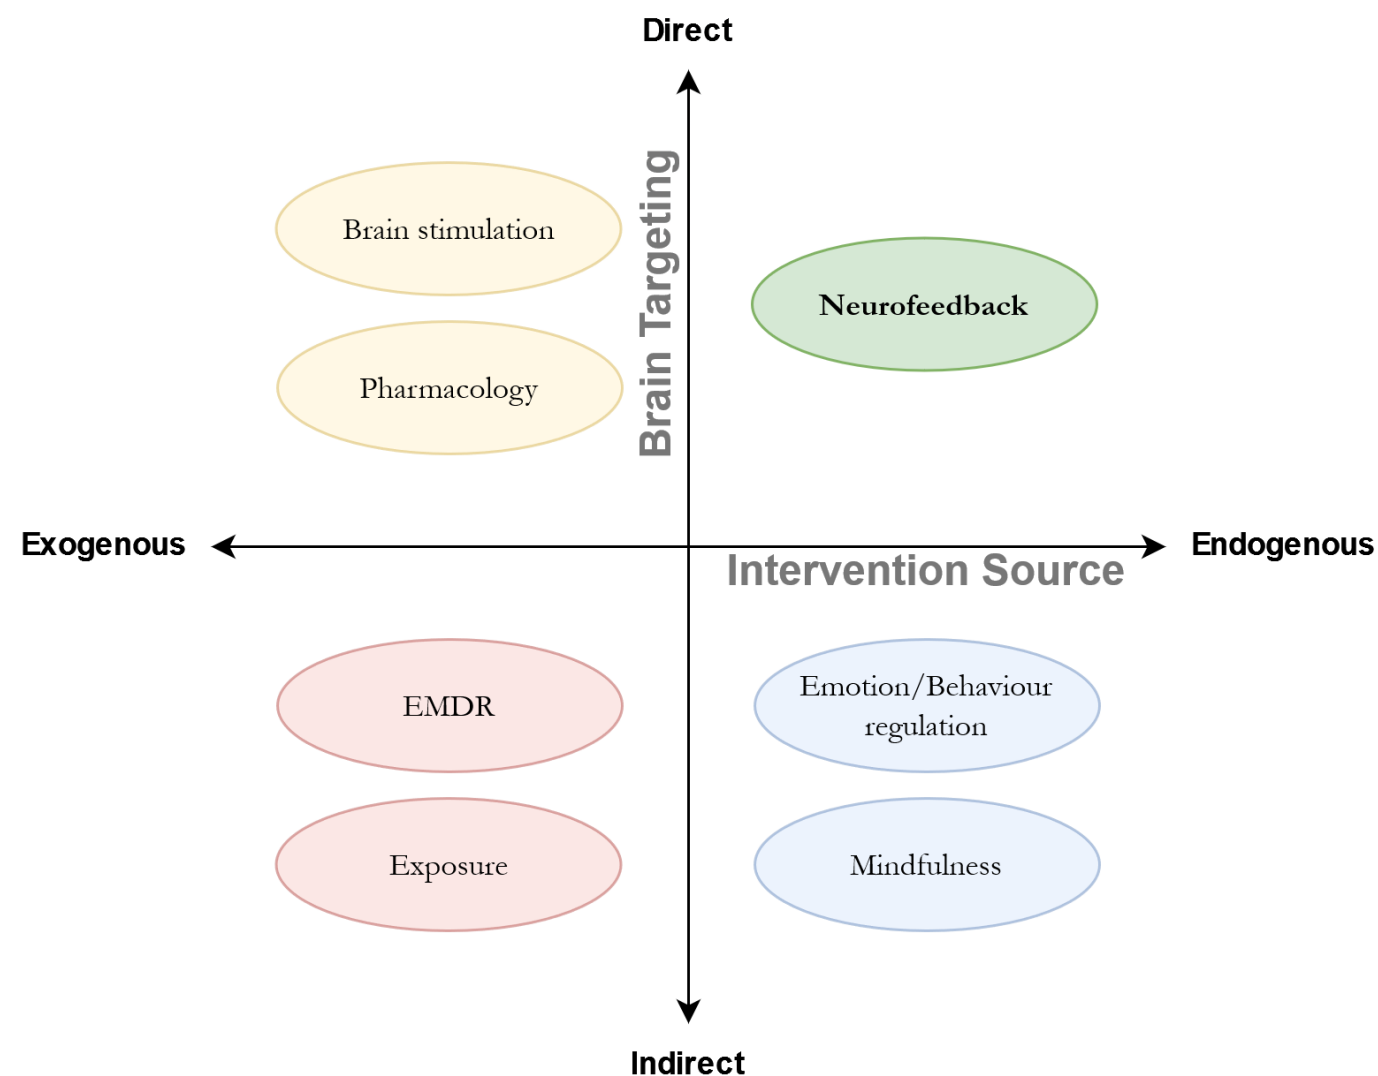 Direct
Brain Targeting
Brain stimulation
Neurofeedback
Pharmacology
Exogenous
Endogenous
Intervention Source
EMDR
Emotion/Behaviour
regulation
Exposure
Mindfulness
Indirect